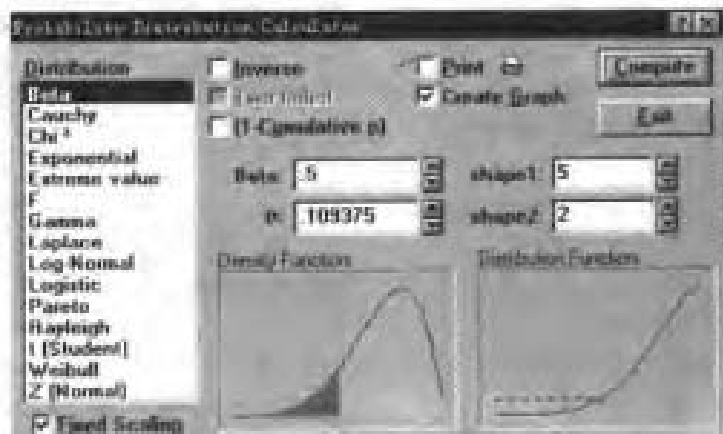 Probability Distribution Calculator
Distribution
Beta
Cauchy
Chi ²
Exponential
Extreme value
F
Gamma
Laplace
Log-Normal
Logistic
Pareto
Rayleigh
t (Student)
Weibull
Z (Normal)
Fixed Scaling
Inverse
Two-tailed
(1-Cumulative p)
Print
Create Graph
Compute
Exit
Beta: .5
p: .109375
shape1: 5
shape2: 2
Density Function
Distribution Function